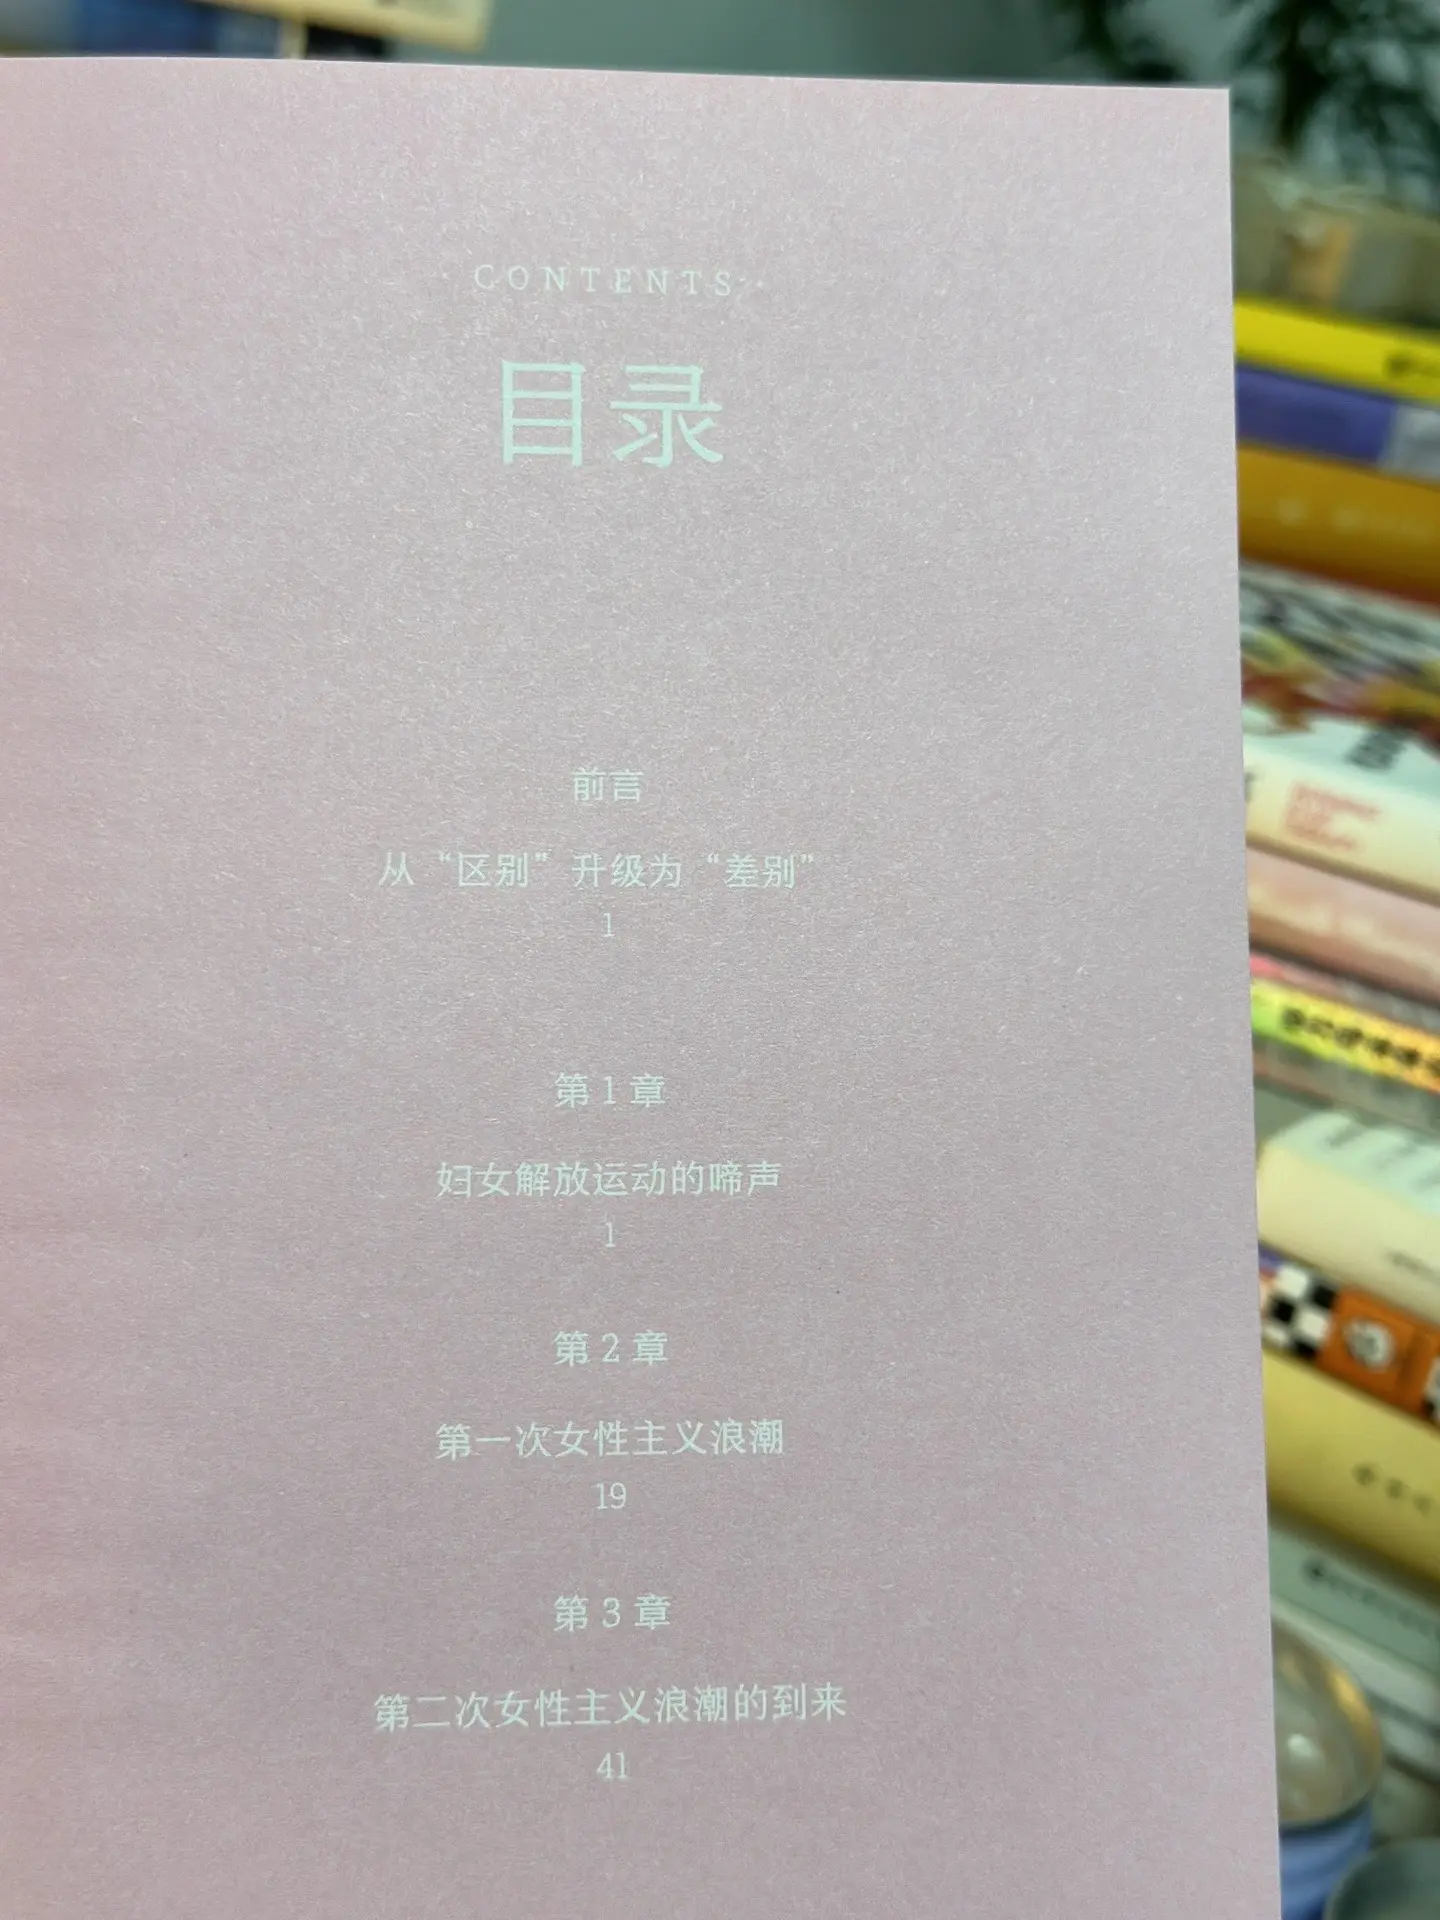 · CONTENTS ·
目录
前言
从“区别”升级为“差别”
1
第 1 章
妇女解放运动的啼声
1
第 2 章
第一次女性主义浪潮
19
第 3 章
第二次女性主义浪潮的到来
41